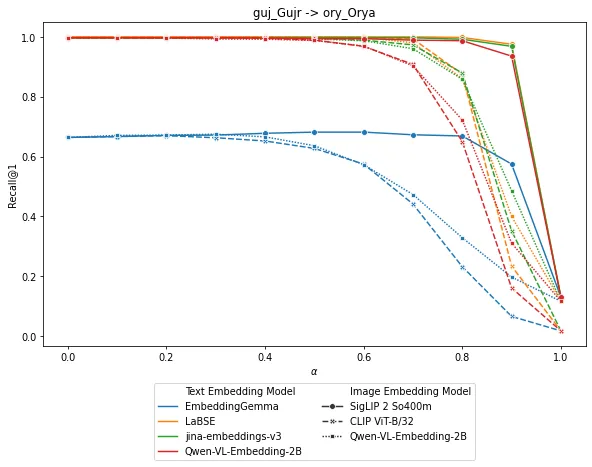 guj_Gujr -> ory_Orya
Recall@1
1.0
0.8
0.6
0.4
0.2
0.0
0.0 0.2 0.4 0.6 0.8 1.0
α
Text Embedding Model Image Embedding Model
EmbeddingGemma SigLIP 2 So400m
LaBSE CLIP ViT-B/32
jina-embeddings-v3 Qwen-VL-Embedding-2B
Qwen-VL-Embedding-2B